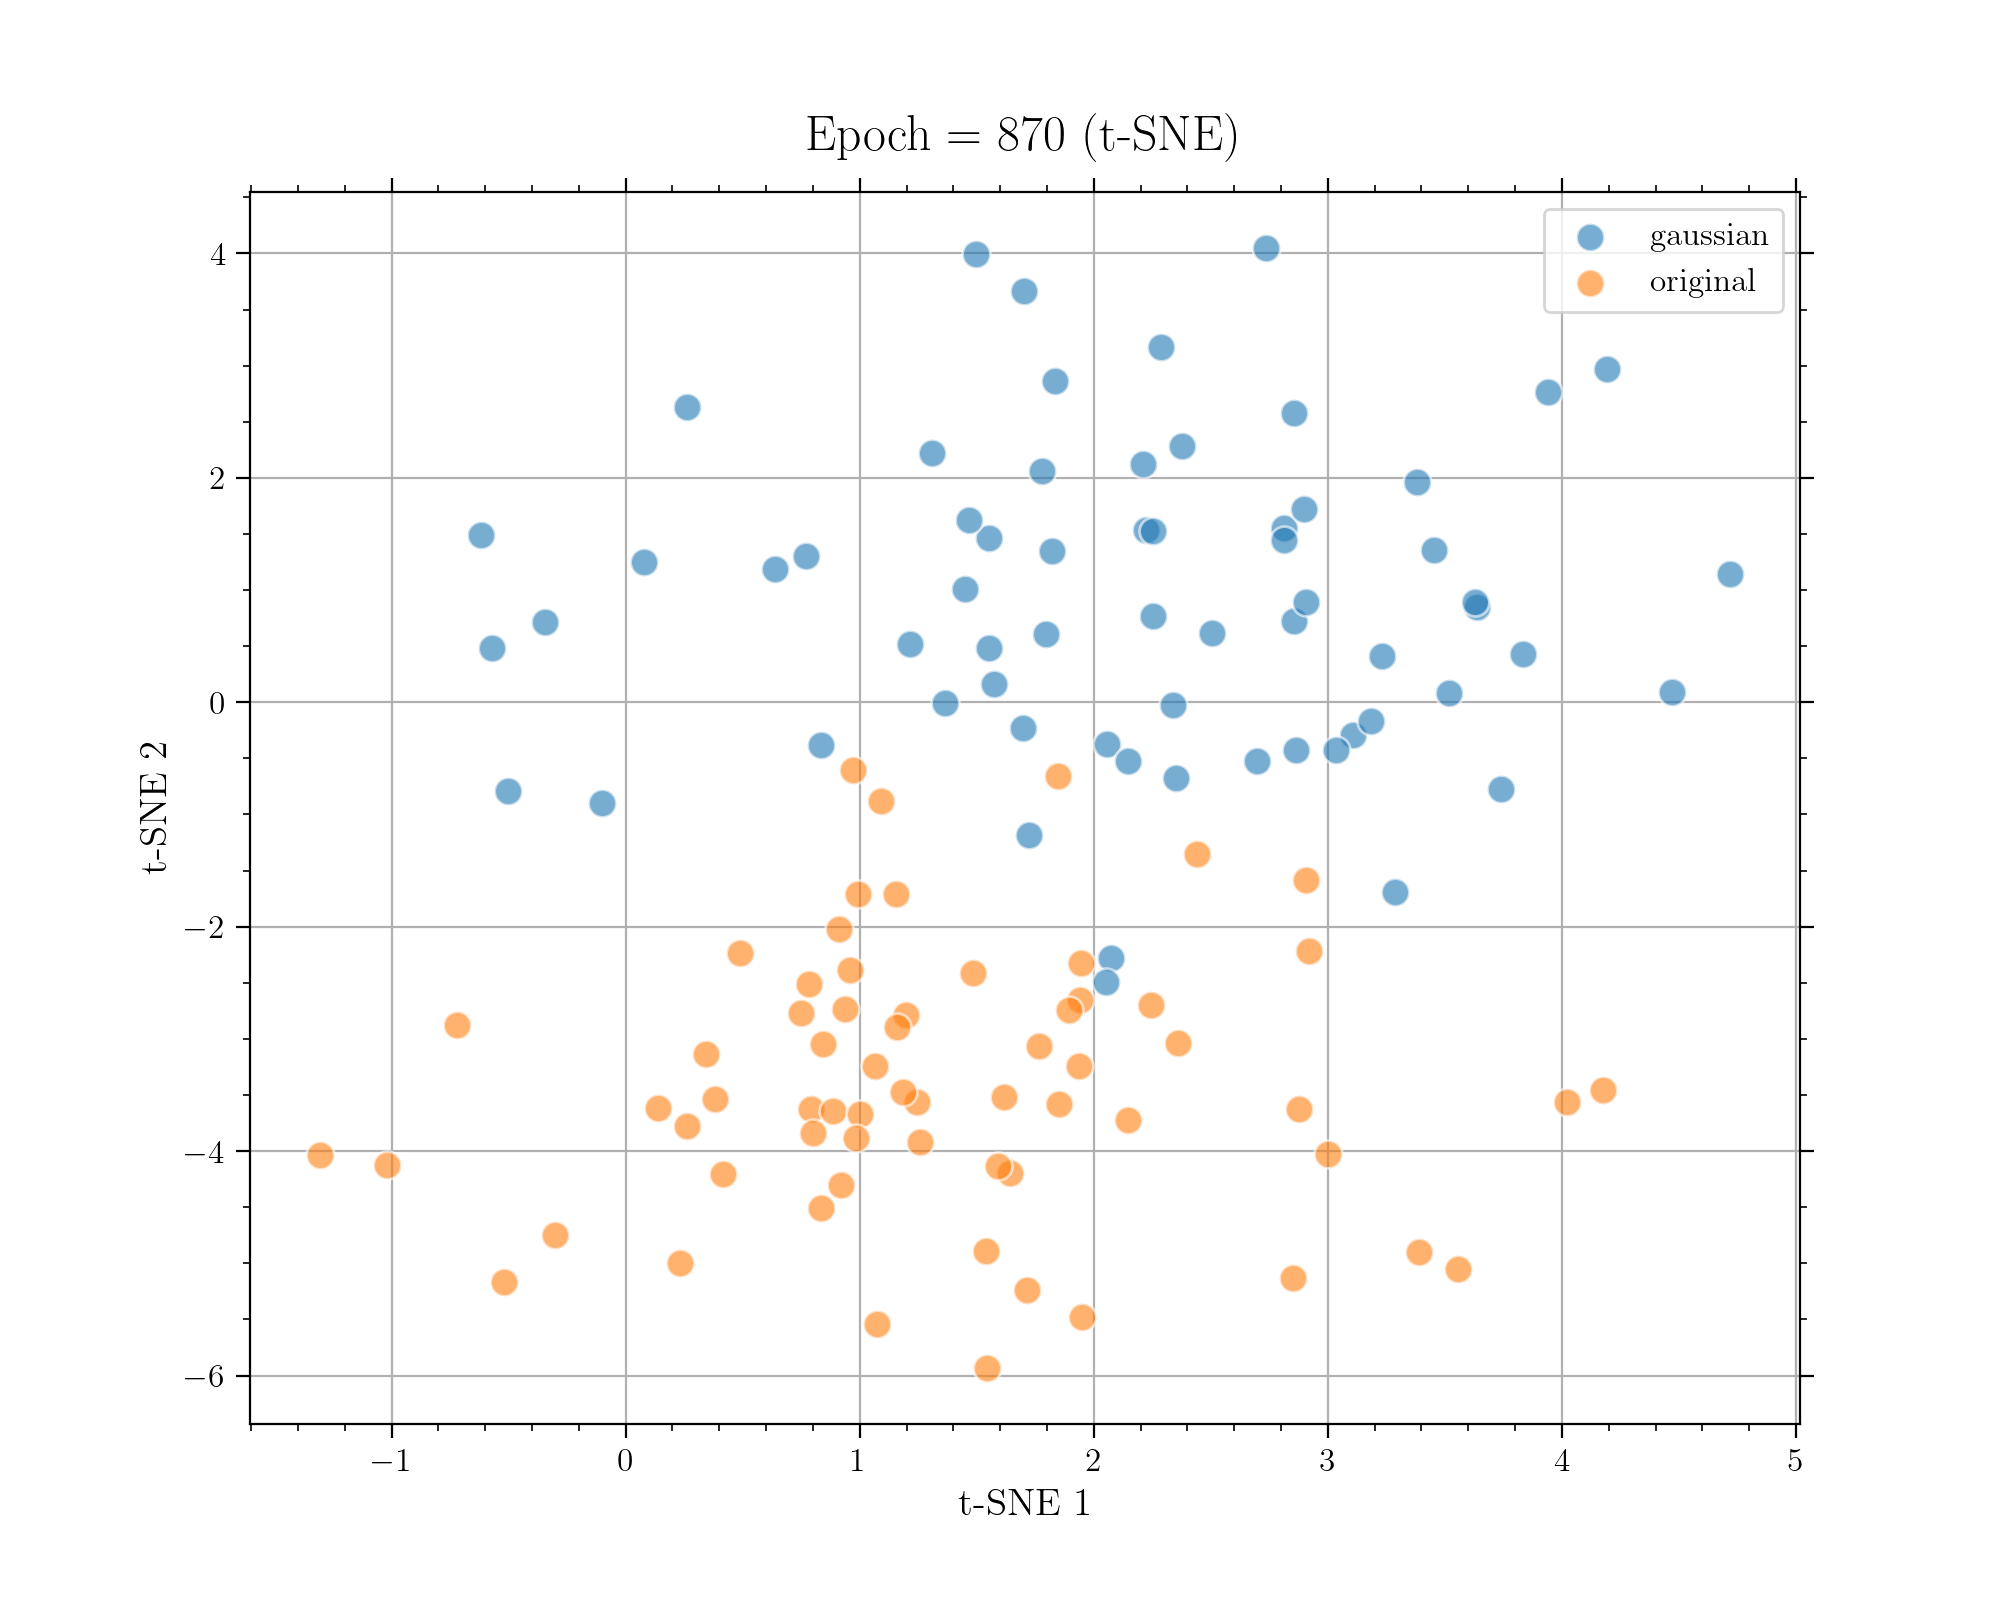 Epoch = 870 (t-SNE)
gaussian
original
4
2
0
−2
−4
−6
t-SNE 2
−1
0
1
2
3
4
5
t-SNE 1